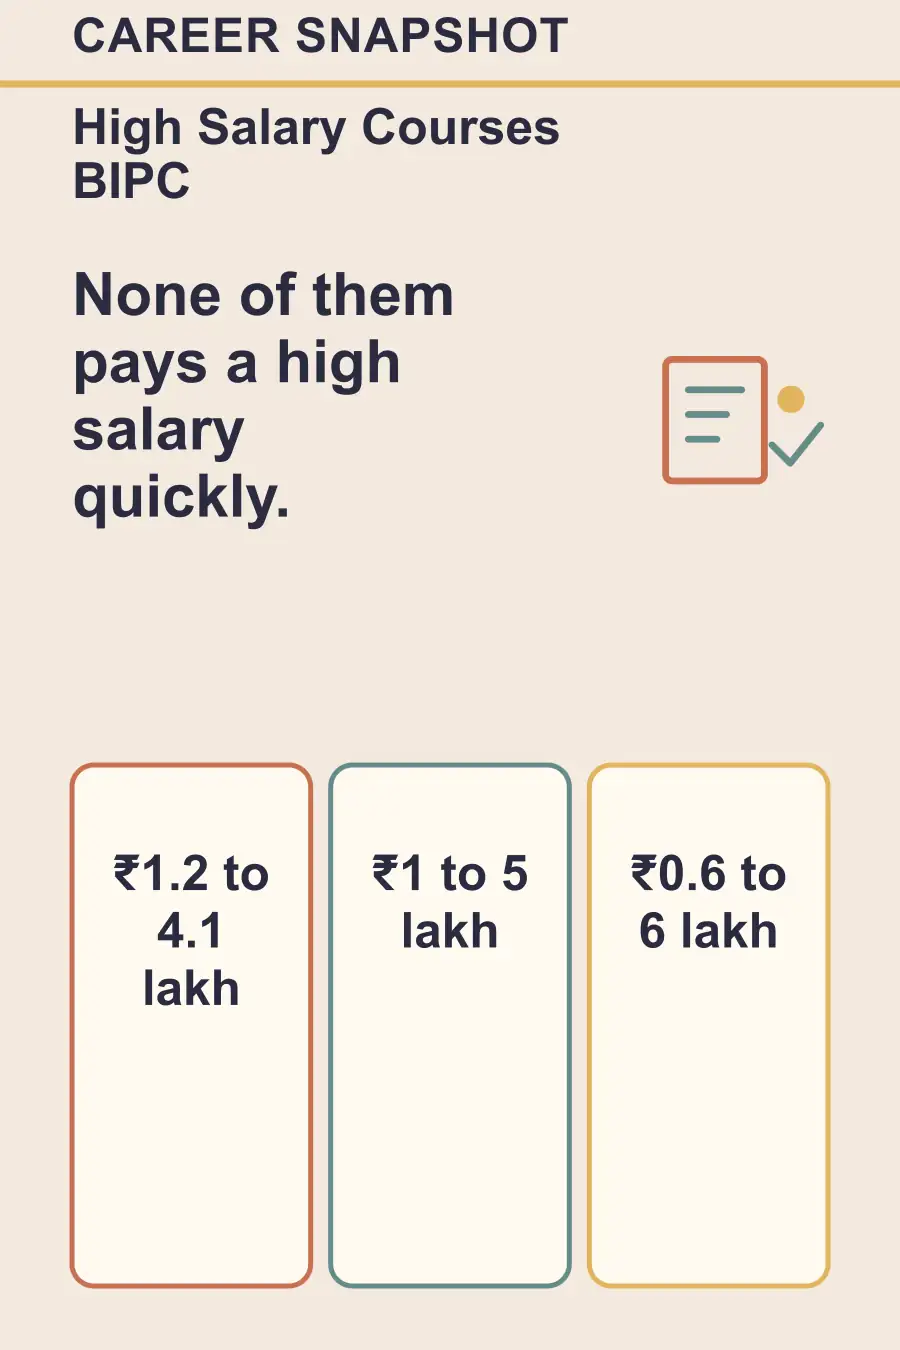 CAREER SNAPSHOT
High Salary Courses
BIPC
None of them
pays a high
salary
quickly.
₹1.2 to
4.1
lakh
₹1 to 5
lakh
₹0.6 to
6 lakh